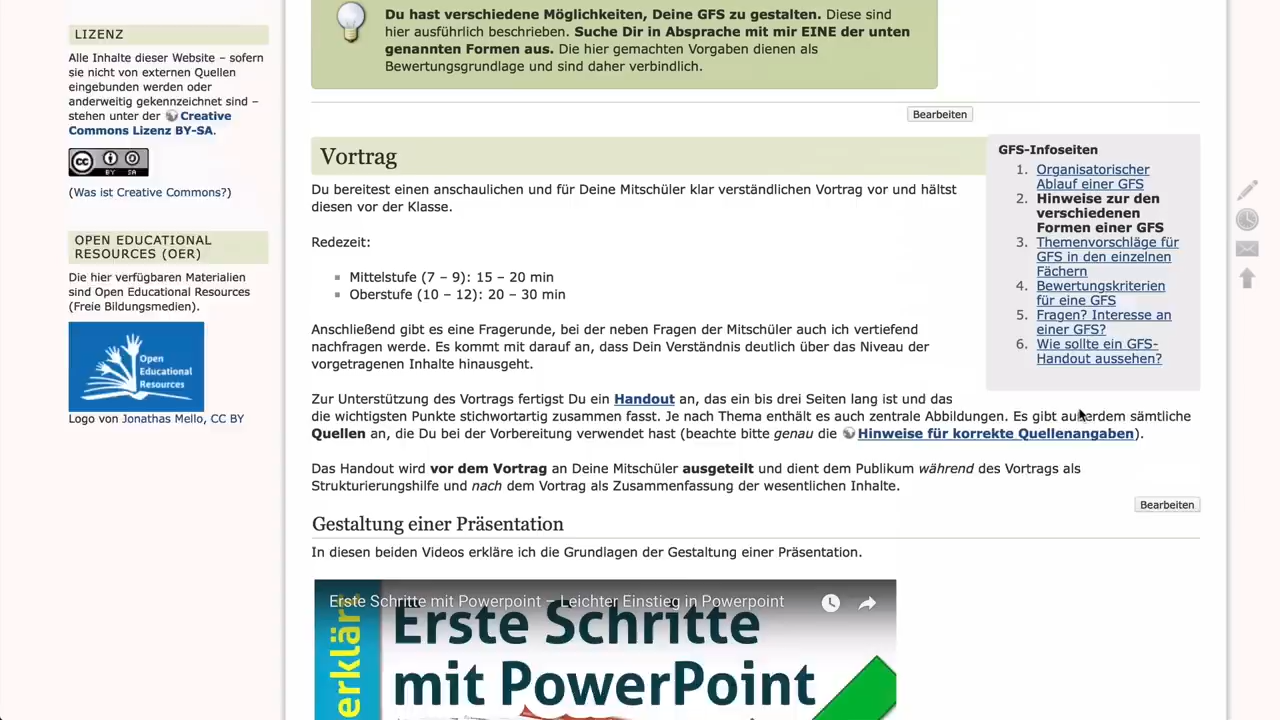 LIZENZ
Alle Inhalte dieser Website – sofern
sie nicht von externen Quellen
eingebunden werden oder
anderweitig gekennzeichnet sind –
stehen unter der Creative
Commons Lizenz BY-SA.
cc
BY SA
(Was ist Creative Commons?)
OPEN EDUCATIONAL
RESOURCES (OER)
Die hier verfügbaren Materialien
sind Open Educational Resources
(Freie Bildungsmedien).
Open
Educational
Resources
Logo von Jonathas Mello, CC BY
Du hast verschiedene Möglichkeiten, Deine GFS zu gestalten. Diese sind
hier ausführlich beschrieben. Suche Dir in Absprache mit mir EINE der unten
genannten Formen aus. Die hier gemachten Vorgaben dienen als
Bewertungsgrundlage und sind daher verbindlich.
Bearbeiten
Vortrag
Du bereitest einen anschaulichen und für Deine Mitschüler klar verständlichen Vortrag vor und hältst
diesen vor der Klasse.
Redezeit:
Mittelstufe (7 – 9): 15 – 20 min
Oberstufe (10 – 12): 20 – 30 min
Anschließend gibt es eine Fragerunde, bei der neben Fragen der Mitschüler auch ich vertiefend
nachfragen werde. Es kommt mit darauf an, dass Dein Verständnis deutlich über das Niveau der
vorgetragenen Inhalte hinausgeht.
Zur Unterstützung des Vortrags fertigst Du ein Handout an, das ein bis drei Seiten lang ist und das
die wichtigsten Punkte stichwortartig zusammen fasst. Je nach Thema enthält es auch zentrale Abbildungen. Es gibt außerdem sämtliche
Quellen an, die Du bei der Vorbereitung verwendet hast (beachte bitte genau die Hinweise für korrekte Quellenangaben).
Das Handout wird vor dem Vortrag an Deine Mitschüler ausgeteilt und dient dem Publikum während des Vortrags als
Strukturierungshilfe und nach dem Vortrag als Zusammenfassung der wesentlichen Inhalte.
Bearbeiten
Gestaltung einer Präsentation
In diesen beiden Videos erkläre ich die Grundlagen der Gestaltung einer Präsentation.
Erste Schritte mit Powerpoint – Leichter Einstieg in Powerpoint
erklärt
Erste Schritte
mit PowerPoint
GFS-Infoseiten
1. Organisatorischer
Ablauf einer GFS
2. Hinweise zur den
verschiedenen
Formen einer GFS
3. Themenvorschläge für
GFS in den einzelnen
Fächern
4. Bewertungskriterien
für eine GFS
5. Fragen? Interesse an
einer GFS?
6. Wie sollte ein GFS-
Handout aussehen?